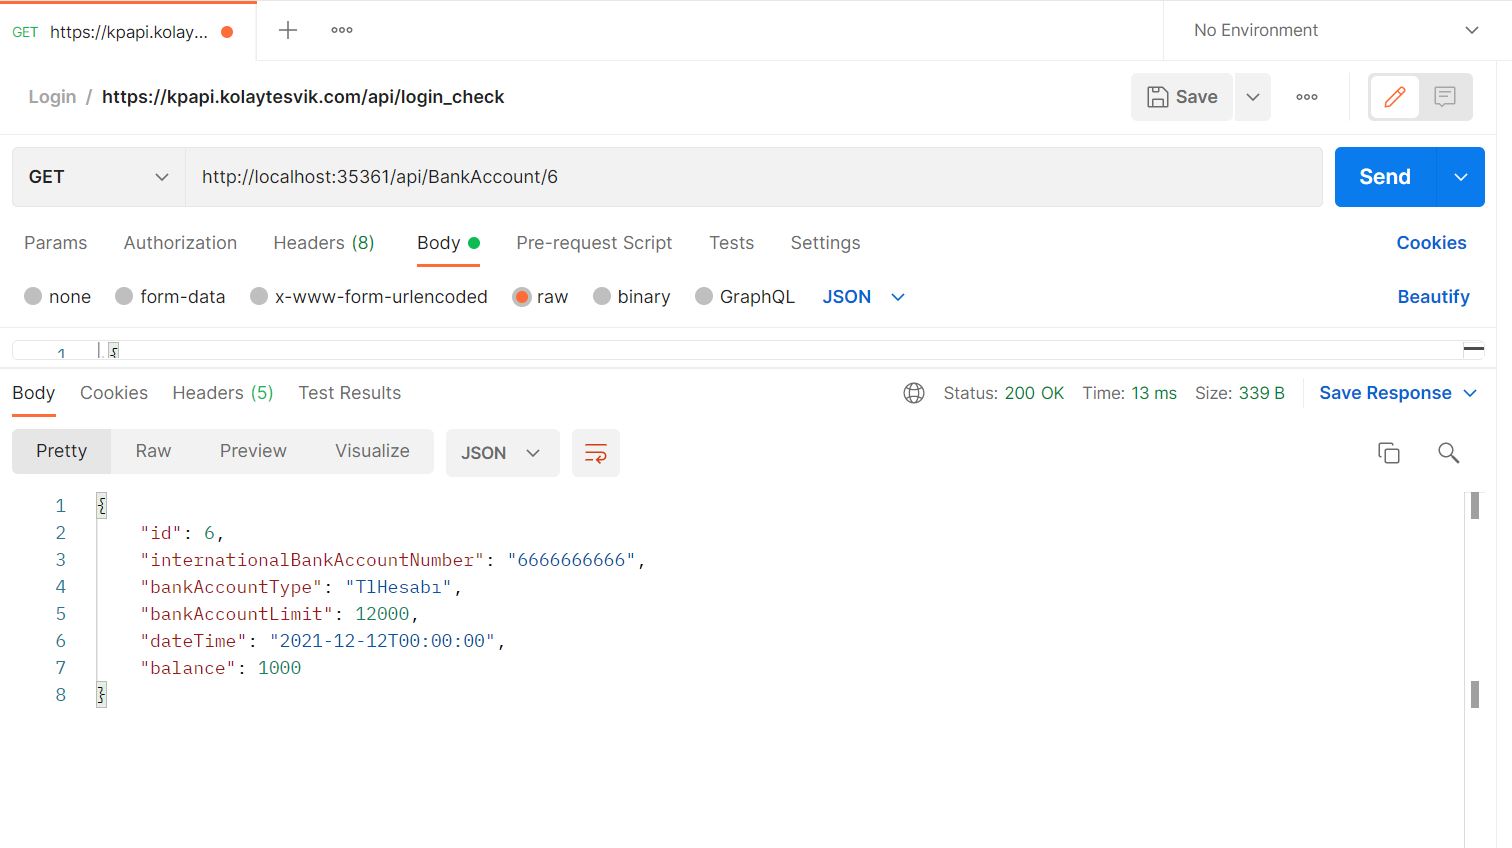 GET https://kpapi.kolay... No Environment
Login / https://kpapi.kolaytesvik.com/api/login_check Save
GET http://localhost:35361/api/BankAccount/6 Send
Params Authorization Headers (8) Body Pre-request Script Tests Settings Cookies
none form-data x-www-form-urlencoded raw binary GraphQL JSON Beautify
1 {
Body Cookies Headers (5) Test Results Status: 200 OK Time: 13 ms Size: 339 B Save Response
Pretty Raw Preview Visualize JSON
1 {
2 "id": 6,
3 "internationalBankAccountNumber": "6666666666",
4 "bankAccountType": "TlHesabı",
5 "bankAccountLimit": 12000,
6 "dateTime": "2021-12-12T00:00:00",
7 "balance": 1000
8 }